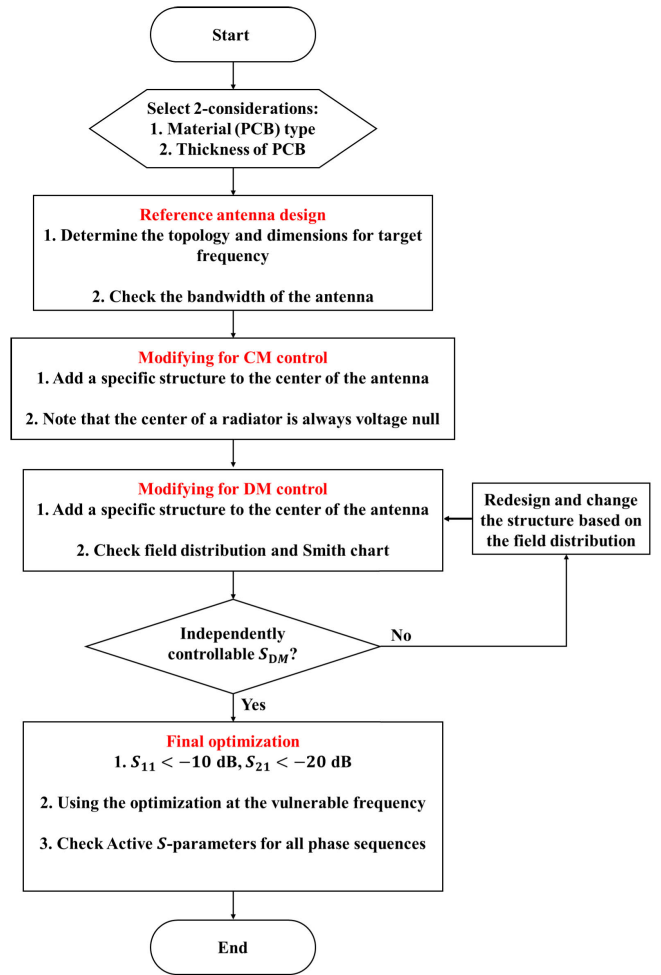 Start
Select 2-considerations:
1. Material (PCB) type
2. Thickness of PCB
Reference antenna design
1. Determine the topology and dimensions for target
frequency
2. Check the bandwidth of the antenna
Modifying for CM control
1. Add a specific structure to the center of the antenna
2. Note that the center of a radiator is always voltage null
Modifying for DM control
1. Add a specific structure to the center of the antenna
2. Check field distribution and Smith chart
Redesign and change
the structure based on
the field distribution
Independently
controllable S_DM?
No
Yes
Final optimization
1. S₁₁ < −10 dB, S₂₁ < −20 dB
2. Using the optimization at the vulnerable frequency
3. Check Active S-parameters for all phase sequences
End